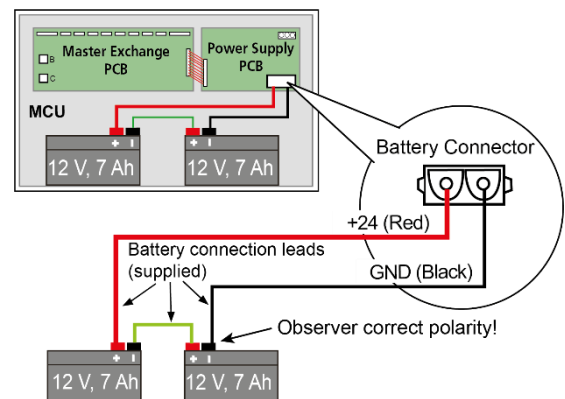 Master Exchange
PCB
Power Supply
PCB
B
C
MCU
+ −
+ −
12 V, 7 Ah
12 V, 7 Ah
Battery Connector
+24 (Red)
Battery connection leads
(supplied)
GND (Black)
Observer correct polarity!
+ −
+ −
12 V, 7 Ah
12 V, 7 Ah